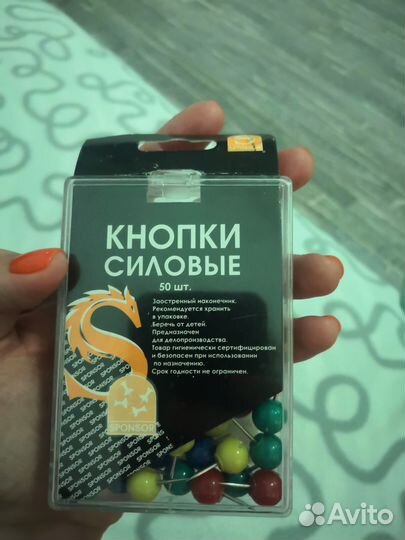 КНОПКИ
СИЛОВЫЕ
50 шт.
Заостренный наконечник.
Рекомендуется хранить
в упаковке.
Беречь от детей.
Предназначен
для делопроизводства.
Товар гигиенически сертифицирован
и безопасен при использовании
по назначению.
Срок годности не ограничен.
SPONSOR
Avito